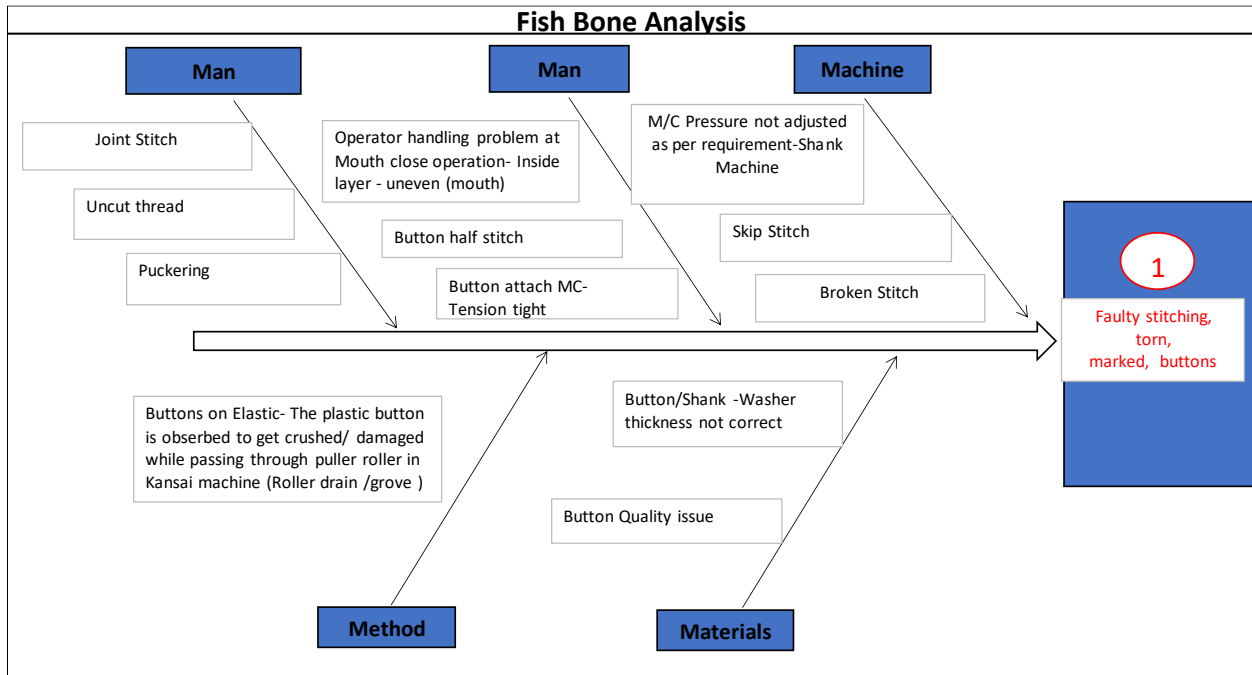 Fish Bone Analysis
Man
Man
Machine
Joint Stitch
Uncut thread
Puckering
Operator handling problem at
Mouth close operation- Inside
layer - uneven (mouth)
Button half stitch
Button attach MC-
Tension tight
M/C Pressure not adjusted
as per requirement-Shank
Machine
Skip Stitch
Broken Stitch
1
Faulty stitching,
torn,
marked, buttons
Buttons on Elastic- The plastic button
is obserbed to get crushed/ damaged
while passing through puller roller in
Kansai machine (Roller drain /grove )
Button/Shank -Washer
thickness not correct
Button Quality issue
Method
Materials